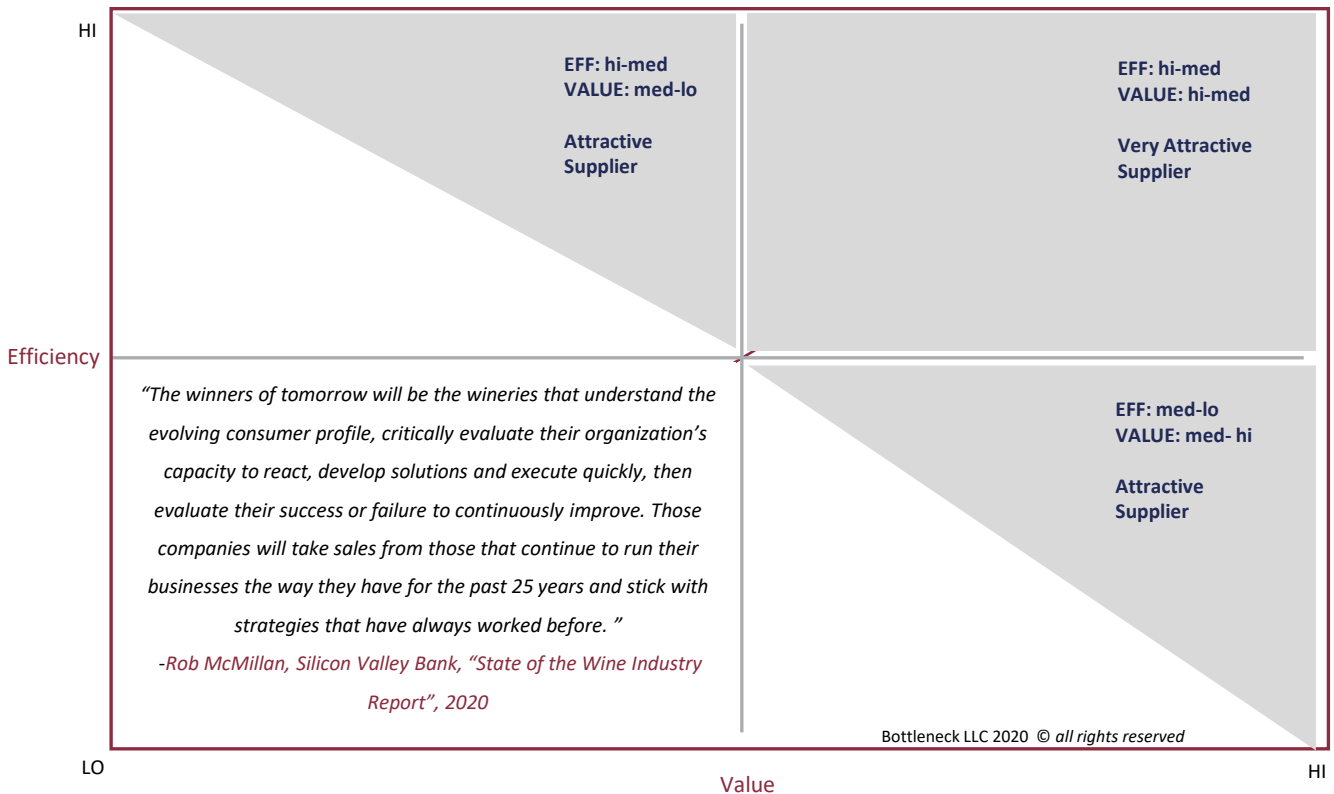 HI
EFF: hi-med
VALUE: med-lo
Attractive
Supplier
EFF: hi-med
VALUE: hi-med
Very Attractive
Supplier
Efficiency
“The winners of tomorrow will be the wineries that understand the
evolving consumer profile, critically evaluate their organization’s
capacity to react, develop solutions and execute quickly, then
evaluate their success or failure to continuously improve. Those
companies will take sales from those that continue to run their
businesses the way they have for the past 25 years and stick with
strategies that have always worked before. ”
-Rob McMillan, Silicon Valley Bank, “State of the Wine Industry
Report”, 2020
EFF: med-lo
VALUE: med- hi
Attractive
Supplier
Bottleneck LLC 2020 © all rights reserved
LO
Value
HI